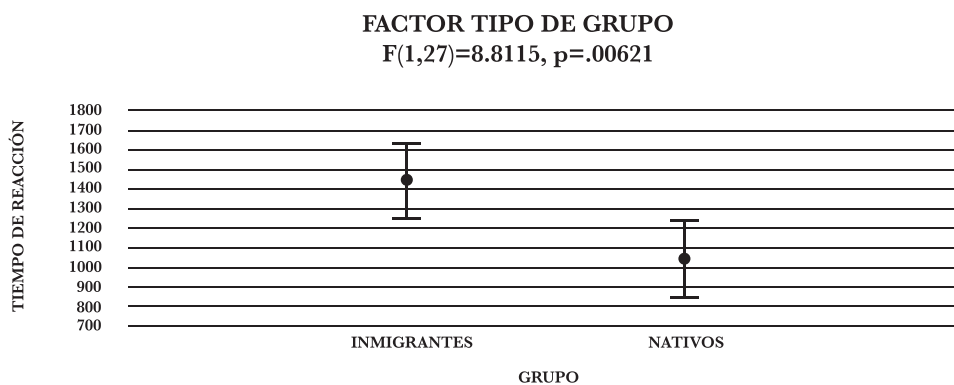 FACTOR TIPO DE GRUPO
F(1,27)=8.8115, p=.00621
TIEMPO DE REACCIÓN
1800
1700
1600
1500
1400
1300
1200
1100
1000
900
800
700
INMIGRANTES NATIVOS
GRUPO